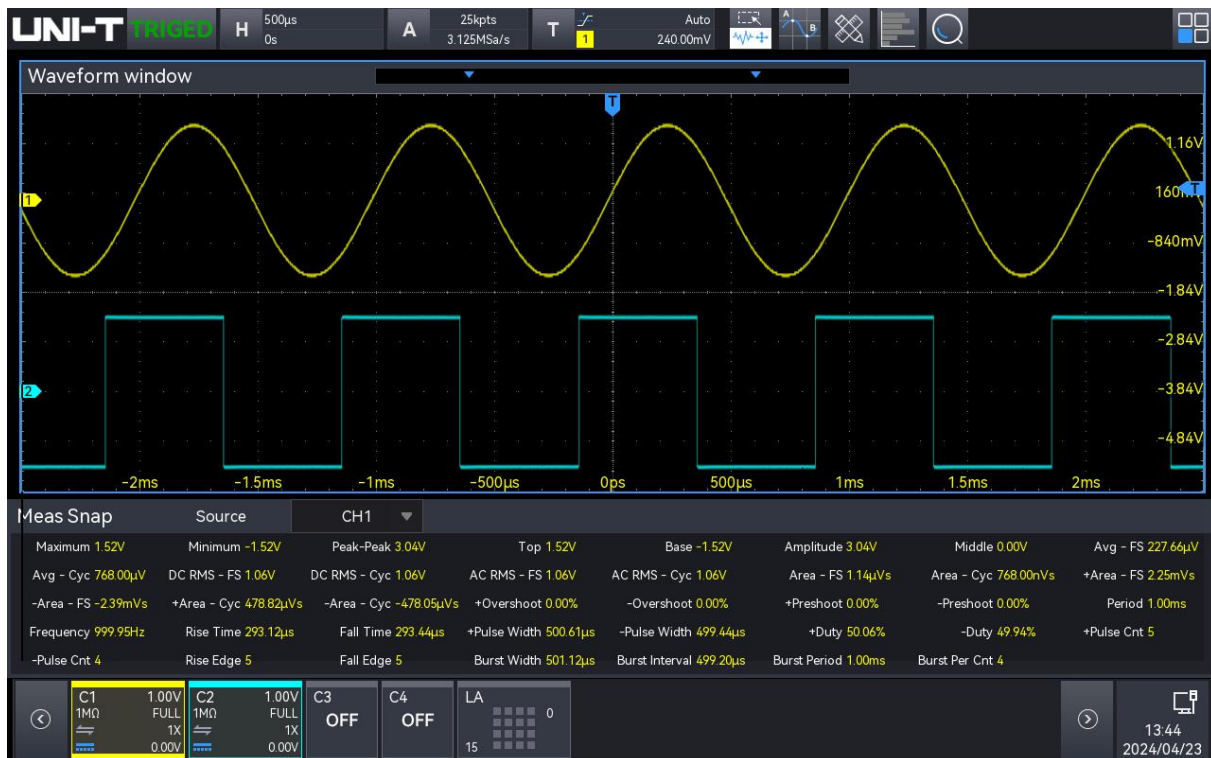 UNI-T TRIGED H 500μs 0s A 25kpts 3.125MSa/s T 1 Auto 240.00mV A B
Waveform window
T
1.16V
1 T
-840mV
-1.84V
-2.84V
2 -3.84V
-4.84V
-2ms -1.5ms -1ms -500μs 0ps 500μs 1ms 1.5ms 2ms
Meas Snap Source CH1
Maximum 1.52V Minimum -1.52V Peak-Peak 3.04V Top 1.52V Base -1.52V Amplitude 3.04V Middle 0.00V Avg - FS 227.66μV
Avg - Cyc 768.00μV DC RMS - FS 1.06V DC RMS - Cyc 1.06V AC RMS - FS 1.06V AC RMS - Cyc 1.06V Area - FS 1.14μVs Area - Cyc 768.00nVs +Area - FS 2.25mVs
-Area - FS -2.39mVs +Area - Cyc 478.82μVs -Area - Cyc -478.05μVs +Overshoot 0.00% -Overshoot 0.00% +Preshoot 0.00% -Preshoot 0.00% Period 1.00ms
Frequency 999.95Hz Rise Time 293.12μs Fall Time 293.44μs +Pulse Width 500.61μs -Pulse Width 499.44μs +Duty 50.06% -Duty 49.94% +Pulse Cnt 5
-Pulse Cnt 4 Rise Edge 5 Fall Edge 5 Burst Width 501.12μs Burst Interval 499.20μs Burst Period 1.00ms Burst Per Cnt 4
C1 1.00V C2 1.00V C3 C4 LA
1MΩ FULL 1MΩ FULL OFF OFF 0
1X 1X
0.00V 0.00V 15
13:44
2024/04/23